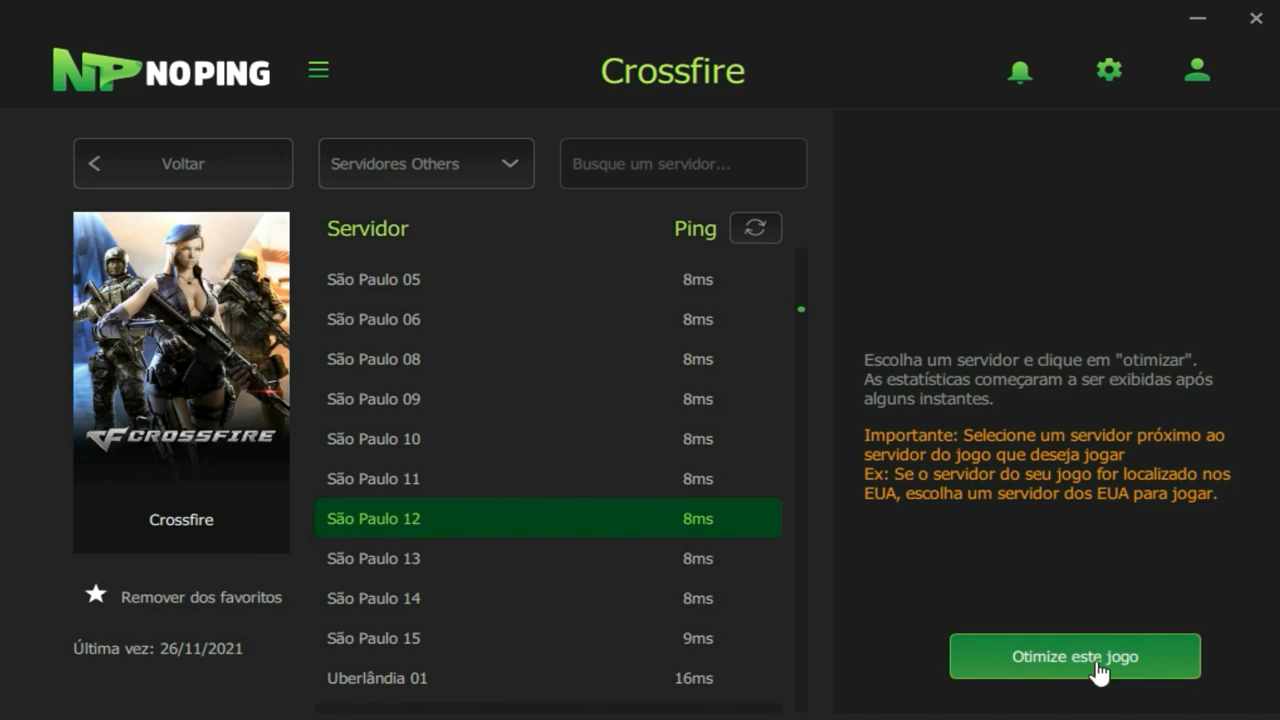 NP NOPING
Crossfire
Voltar
Servidores Others
Busque um servidor...
Servidor
Ping
São Paulo 05 8ms
São Paulo 06 8ms
São Paulo 08 8ms
São Paulo 09 8ms
São Paulo 10 8ms
São Paulo 11 8ms
São Paulo 12 8ms
São Paulo 13 8ms
São Paulo 14 8ms
São Paulo 15 9ms
Uberlândia 01 16ms
CF CROSSFIRE
Crossfire
Remover dos favoritos
Última vez: 26/11/2021
Escolha um servidor e clique em "otimizar".
As estatísticas começaram a ser exibidas após
alguns instantes.
Importante: Selecione um servidor próximo ao
servidor do jogo que deseja jogar
Ex: Se o servidor do seu jogo for localizado nos
EUA, escolha um servidor dos EUA para jogar.
Otimize este jogo